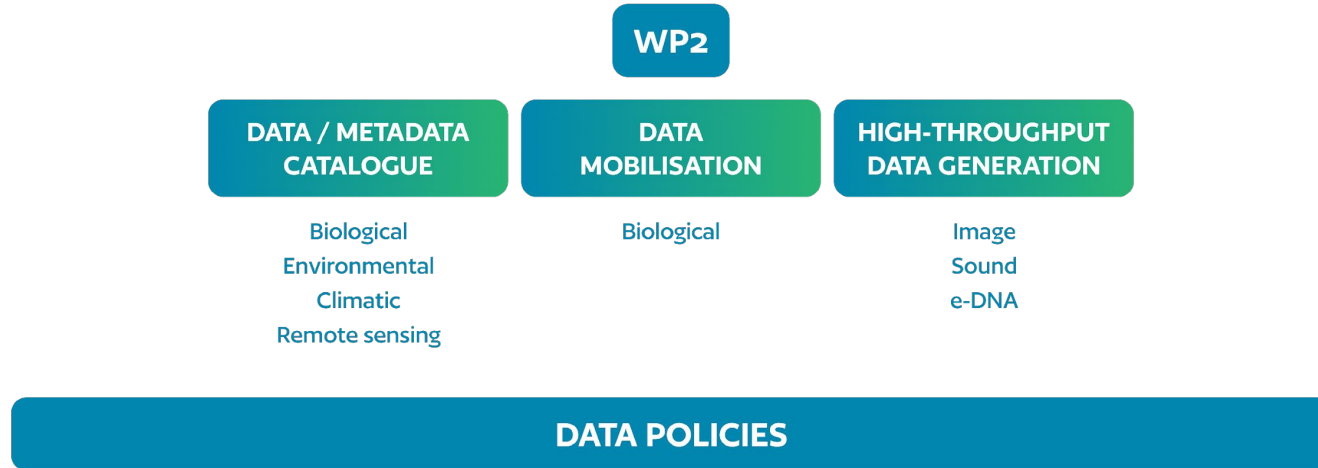 WP2
DATA / METADATA
CATALOGUE
Biological
Environmental
Climatic
Remote sensing
DATA
MOBILISATION
Biological
HIGH-THROUGHPUT
DATA GENERATION
Image
Sound
e-DNA
DATA POLICIES